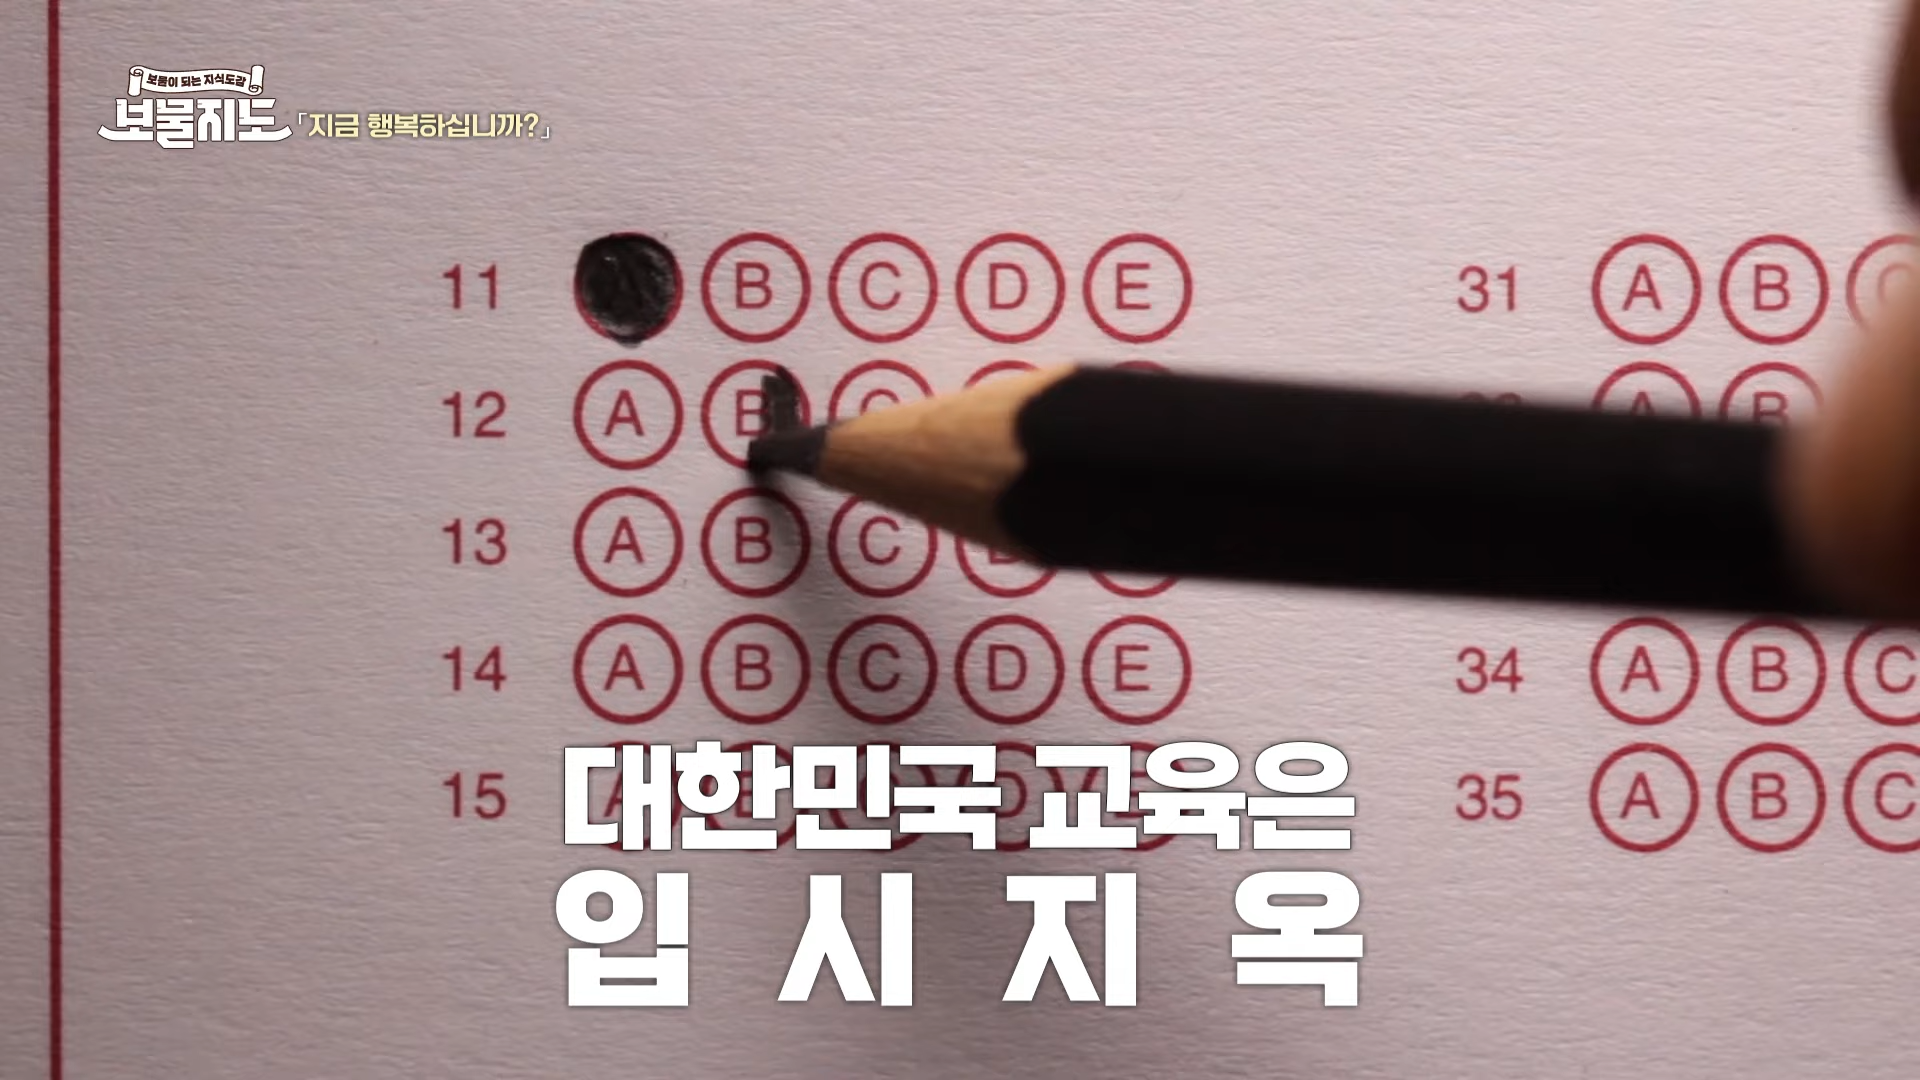 보물이 되는 지식도감
보물지도
「지금 행복하십니까?」
11 B C D E
31 A B C
12 A B C
A B
13 A B C D
14 A B C D E
34 A B C
15 A B C D E
35 A B C
대한민국 교육은
입시지옥